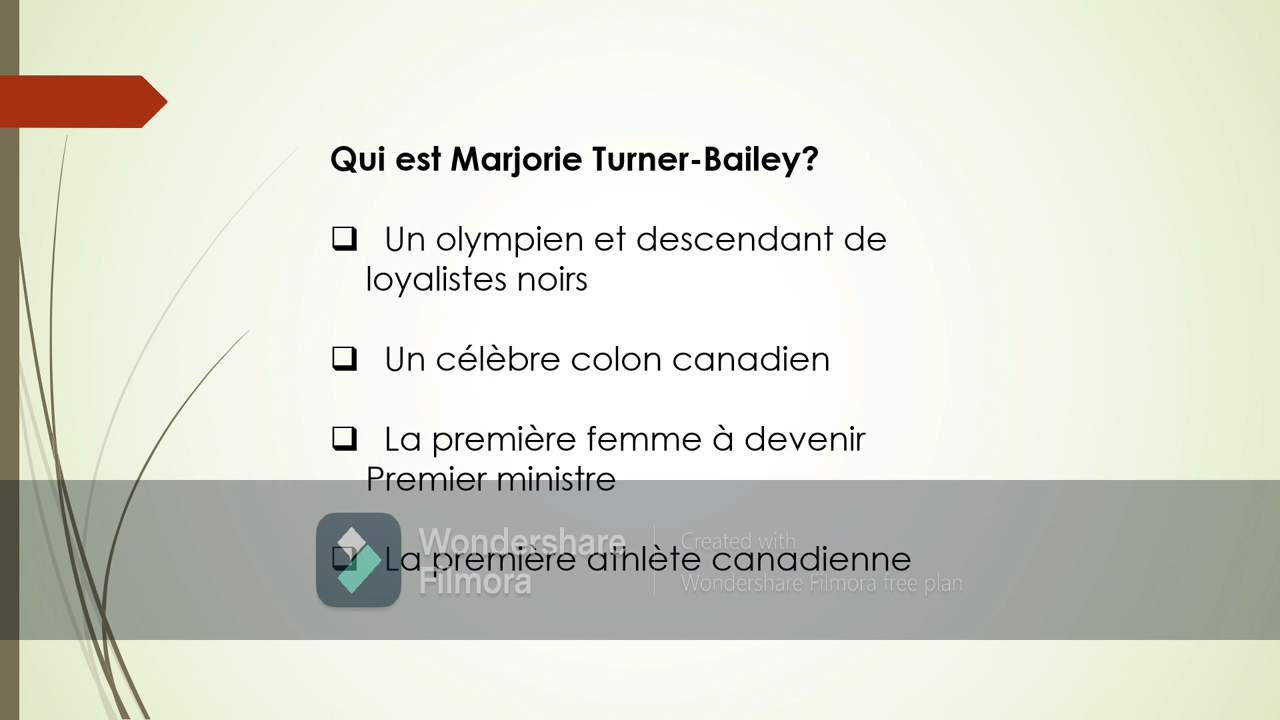 Qui est Marjorie Turner-Bailey?
Un olympien et descendant de
loyalistes noirs
Un célèbre colon canadien
La première femme à devenir
Premier ministre
La première athlète canadienne
Wondershare
Filmora
Created with
Wondershare Filmora free plan